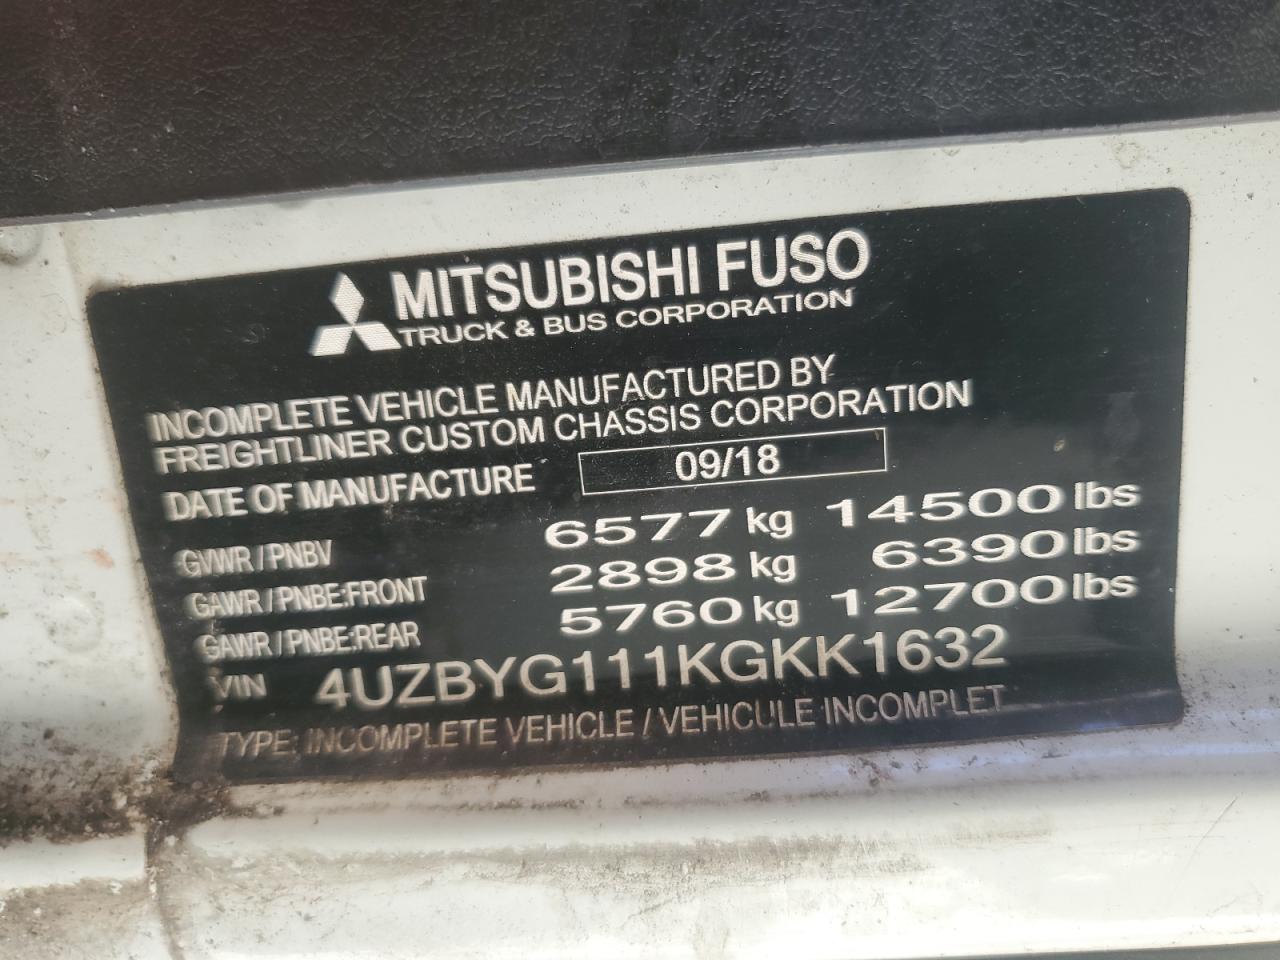 MITSUBISHI FUSO
TRUCK & BUS CORPORATION
INCOMPLETE VEHICLE MANUFACTURED BY
FREIGHTLINER CUSTOM CHASSIS CORPORATION
DATE OF MANUFACTURE 09/18
GVWR / PNBV 6577 kg 14500 lbs
GAWR / PNBE:FRONT 2898 kg 6390 lbs
GAWR / PNBE:REAR 5760 kg 12700 lbs
VIN 4UZBYG111KGKK1632
TYPE: INCOMPLETE VEHICLE / VEHICULE INCOMPLET